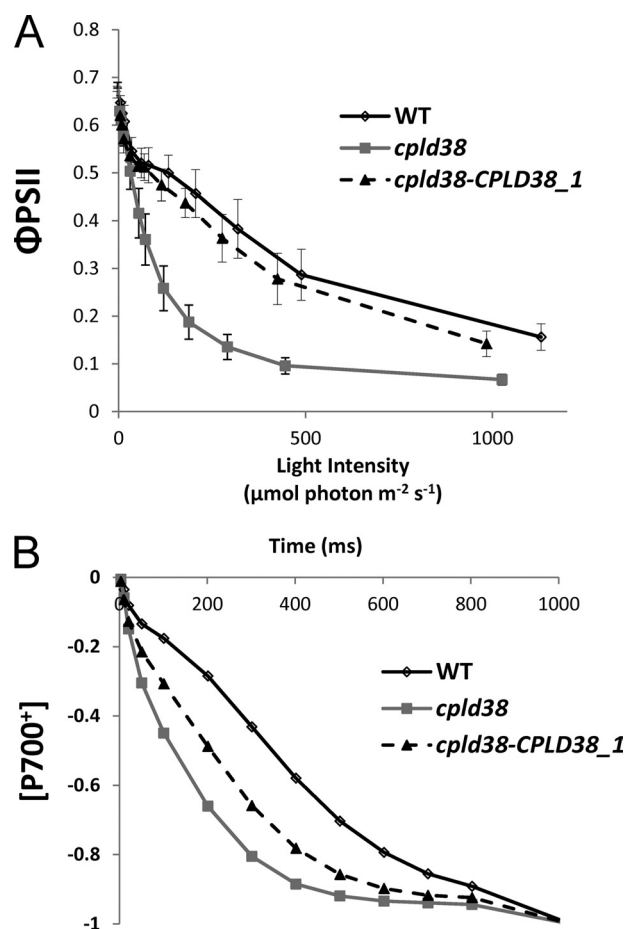 A
0.8
0.7
0.6
0.5
0.4
0.3
0.2
0.1
0
ΦPSII
WT
cpld38
cpld38-CPLD38_1
0 500 1000
Light Intensity
(µmol photon m⁻² s⁻¹)
B
Time (ms)
0 200 400 600 800 1000
0
-0.2
-0.4
-0.6
-0.8
-1
[P700⁺]
WT
cpld38
cpld38-CPLD38_1